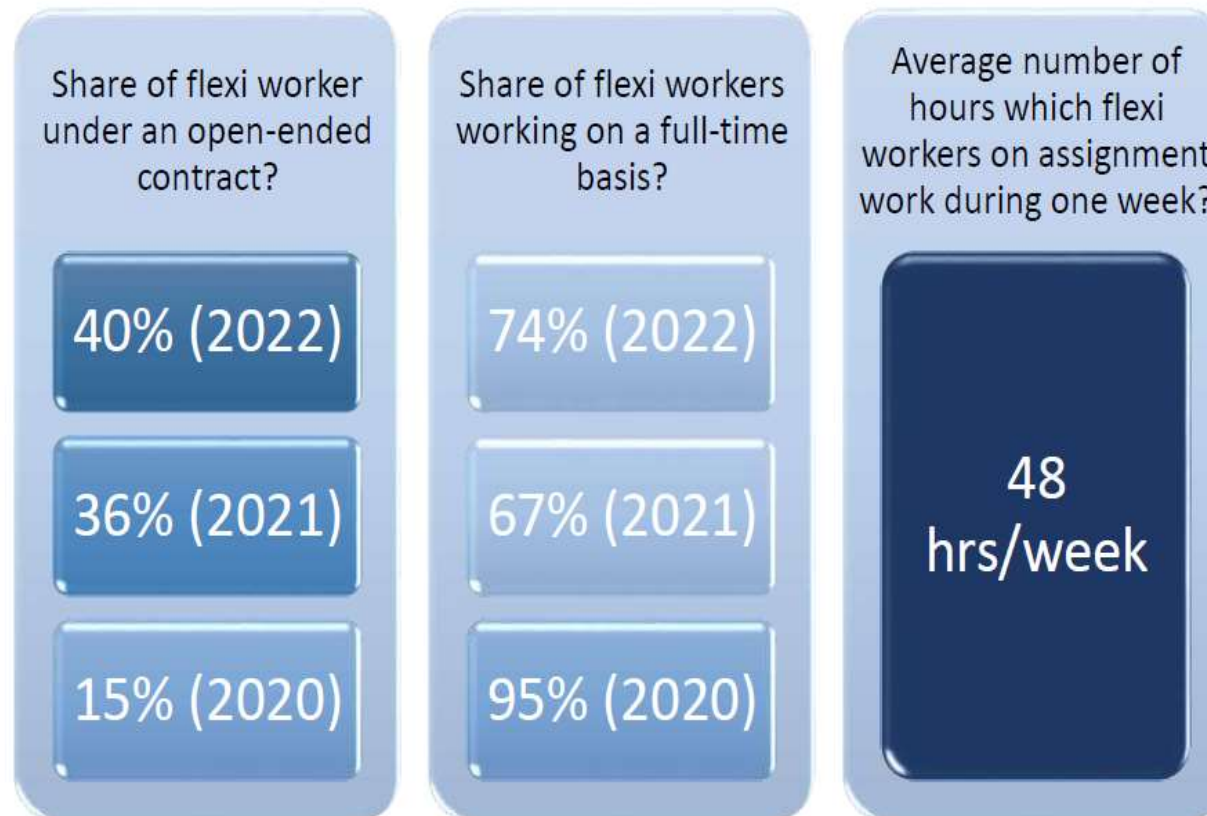 Share of flexi worker
under an open-ended
contract?
40% (2022)
36% (2021)
15% (2020)
Share of flexi workers
working on a full-time
basis?
74% (2022)
67% (2021)
95% (2020)
Average number of
hours which flexi
workers on assignment
work during one week?
48
hrs/week